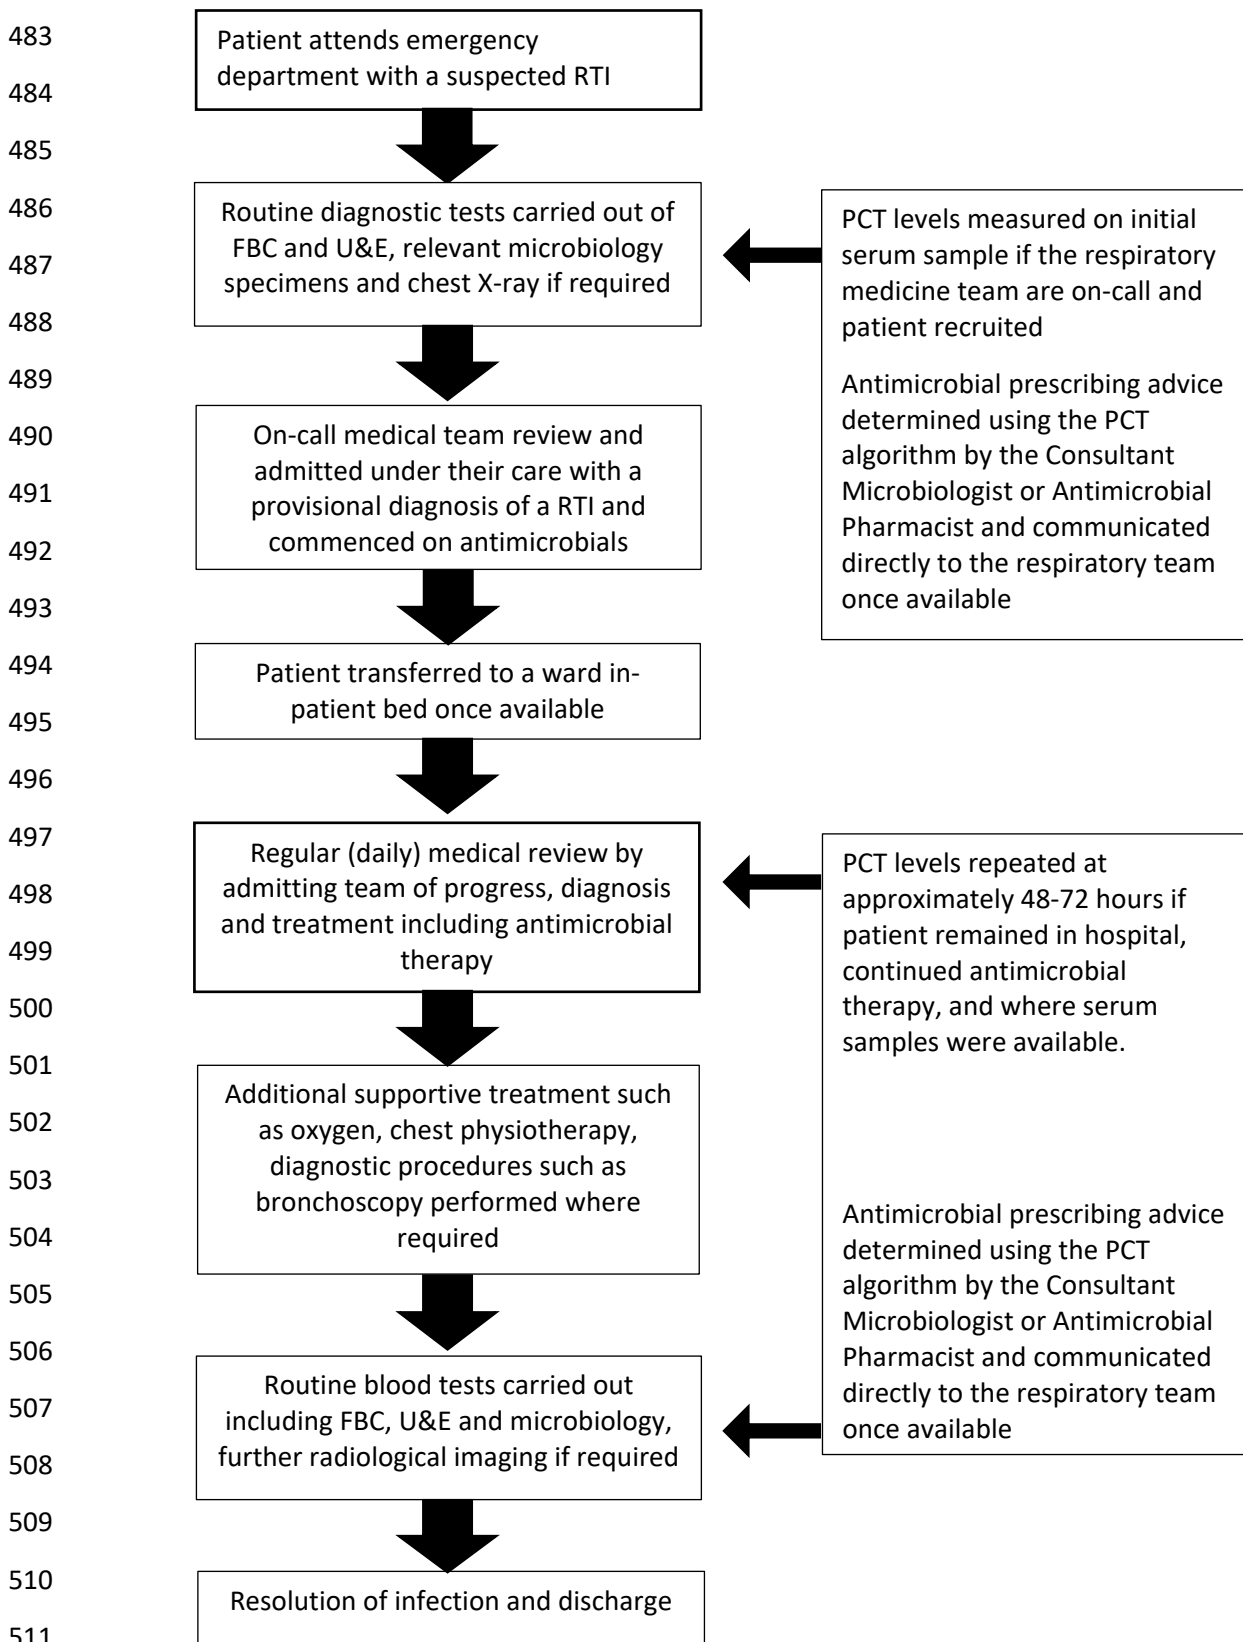 483
Patient attends emergency
department with a suspected RTI
484
485
486
Routine diagnostic tests carried out of
FBC and U&E, relevant microbiology
specimens and chest X-ray if required
487
488
PCT levels measured on initial
serum sample if the respiratory
medicine team are on-call and
patient recruited
Antimicrobial prescribing advice
determined using the PCT
algorithm by the Consultant
Microbiologist or Antimicrobial
Pharmacist and communicated
directly to the respiratory team
once available
489
490
On-call medical team review and
admitted under their care with a
provisional diagnosis of a RTI and
commenced on antimicrobials
491
492
493
494
Patient transferred to a ward in-
patient bed once available
495
496
497
Regular (daily) medical review by
admitting team of progress, diagnosis
and treatment including antimicrobial
therapy
498
499
PCT levels repeated at
approximately 48-72 hours if
patient remained in hospital,
continued antimicrobial
therapy, and where serum
samples were available.
Antimicrobial prescribing advice
determined using the PCT
algorithm by the Consultant
Microbiologist or Antimicrobial
Pharmacist and communicated
directly to the respiratory team
once available
500
501
Additional supportive treatment such
as oxygen, chest physiotherapy,
diagnostic procedures such as
bronchoscopy performed where
required
502
503
504
505
506
Routine blood tests carried out
including FBC, U&E and microbiology,
further radiological imaging if required
507
508
509
510
Resolution of infection and discharge
511